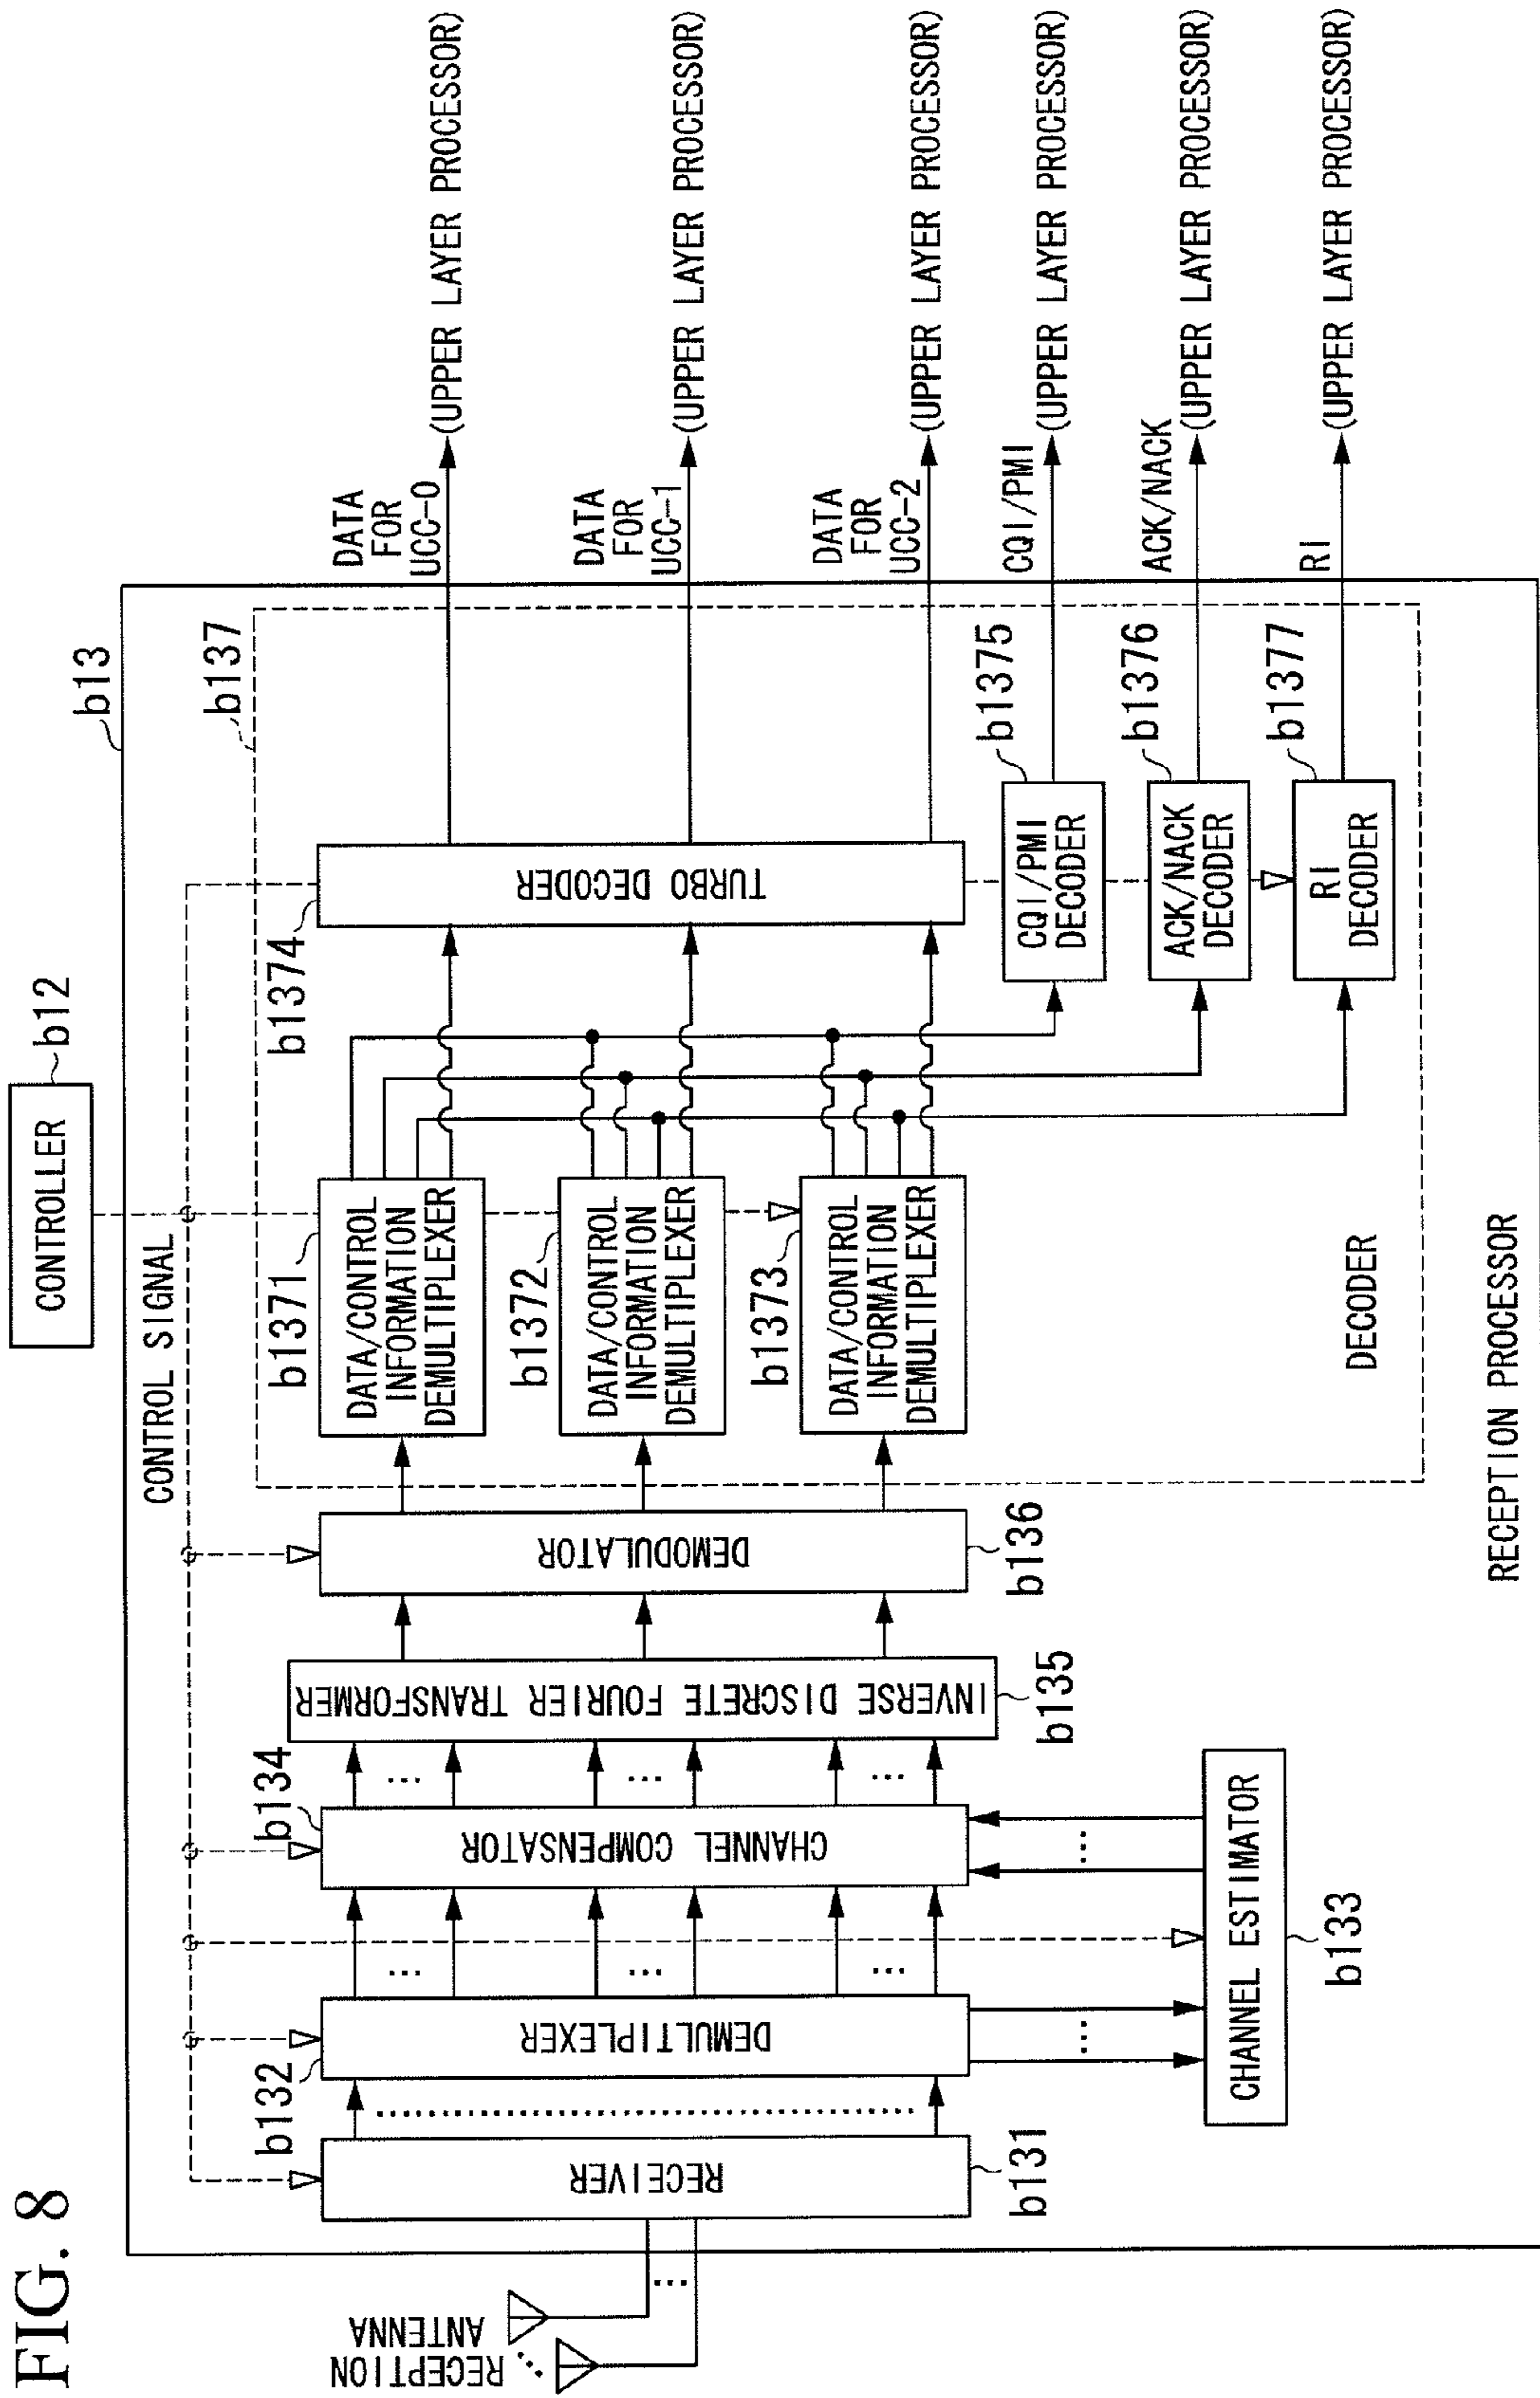 FIG. 8
CONTROLLER
b12
b13
CONTROL SIGNAL
b137
RECEPTION
ANTENNA
RECEIVER
b131
DEMULTIPLEXER
b132
CHANNEL ESTIMATOR
b133
CHANNEL COMPENSATOR
b134
INVERSE DISCRETE FOURIER TRANSFORMER
b135
DEMODULATOR
b136
b1371
DATA/CONTROL
INFORMATION
DEMULTIPLEXER
b1372
DATA/CONTROL
INFORMATION
DEMULTIPLEXER
b1373
DATA/CONTROL
INFORMATION
DEMULTIPLEXER
b1374
TURBO DECODER
b1375
CQI/PMI
DECODER
b1376
ACK/NACK
DECODER
b1377
RI
DECODER
DECODER
RECEPTION PROCESSOR
DATA
FOR
UCC-0
(UPPER LAYER PROCESSOR)
DATA
FOR
UCC-1
(UPPER LAYER PROCESSOR)
DATA
FOR
UCC-2
(UPPER LAYER PROCESSOR)
CQI/PMI
(UPPER LAYER PROCESSOR)
ACK/NACK
(UPPER LAYER PROCESSOR)
RI
(UPPER LAYER PROCESSOR)